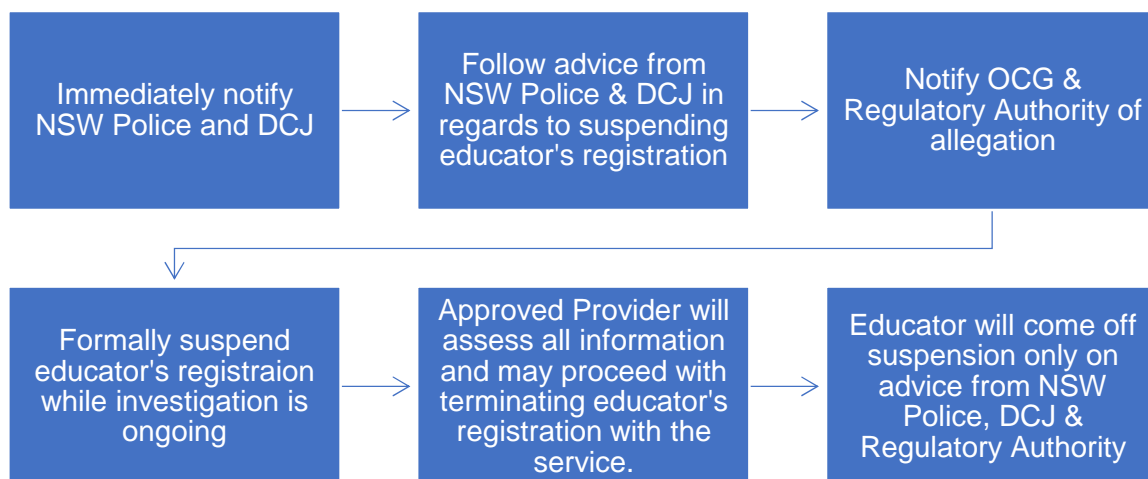 Immediately notify
NSW Police and DCJ
Follow advice from
NSW Police & DCJ in
regards to suspending
educator's registration
Notify OCG &
Regulatory Authority of
allegation
Formally suspend
educator's registraion
while investigation is
ongoing
Approved Provider will
assess all information
and may proceed with
terminating educator's
registration with the
service.
Educator will come off
suspension only on
advice from NSW
Police, DCJ &
Regulatory Authority